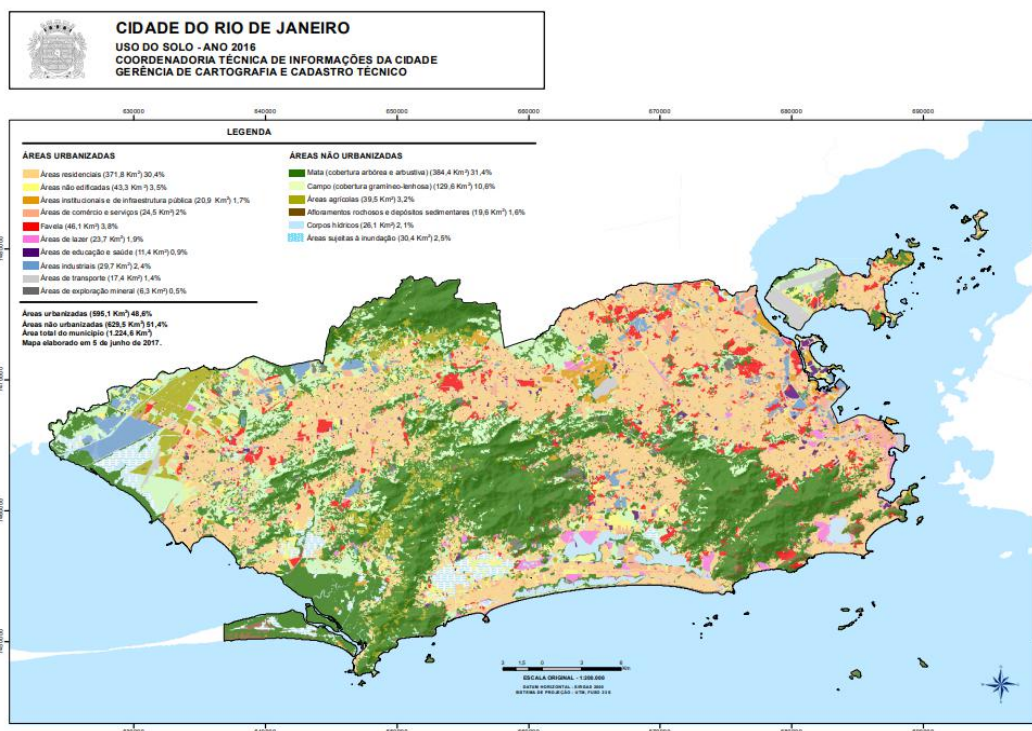 CIDADE DO RIO DE JANEIRO
USO DO SOLO - ANO 2016
COORDENADORIA TÉCNICA DE INFORMAÇÕES DA CIDADE
GERÊNCIA DE CARTOGRAFIA E CADASTRO TÉCNICO
630000 640000 650000 660000 670000 680000 690000
LEGENDA
ÁREAS URBANIZADAS
Áreas residenciais (371,8 Km²) 30,4%
Áreas não edificadas (43,3 Km²) 3,5%
Áreas institucionais e de infraestrutura pública (20,9 Km²) 1,7%
Áreas de comércio e serviços (24,5 Km²) 2%
Favela (46,1 Km²) 3,8%
Áreas de lazer (23,7 Km²) 1,9%
Áreas de educação e saúde (11,4 Km²) 0,9%
Áreas industriais (29,7 Km²) 2,4%
Áreas de transporte (17,4 Km²) 1,4%
Áreas de exploração mineral (6,3 Km²) 0,5%
ÁREAS NÃO URBANIZADAS
Mata (cobertura arbórea e arbustiva) (384,4 Km²) 31,4%
Campo (cobertura gramíneo-lenhosa) (129,6 Km²) 10,6%
Áreas agrícolas (39,5 Km²) 3,2%
Afloramentos rochosos e depósitos sedimentares (19,6 Km²) 1,6%
Corpos hídricos (26,1 Km²) 2,1%
Áreas sujeitas à inundação (30,4 Km²) 2,5%
Áreas urbanizadas (595,1 Km²) 48,6%
Áreas não urbanizadas (629,5 Km²) 51,4%
Área total do município (1.224,6 Km²)
Mapa elaborado em 5 de junho de 2017.
ESCALA ORIGINAL -
DATUM HORIZONTAL - SIRGAS 2000
SISTEMA DE PROJEÇÃO - UTM, FUSO 23 S